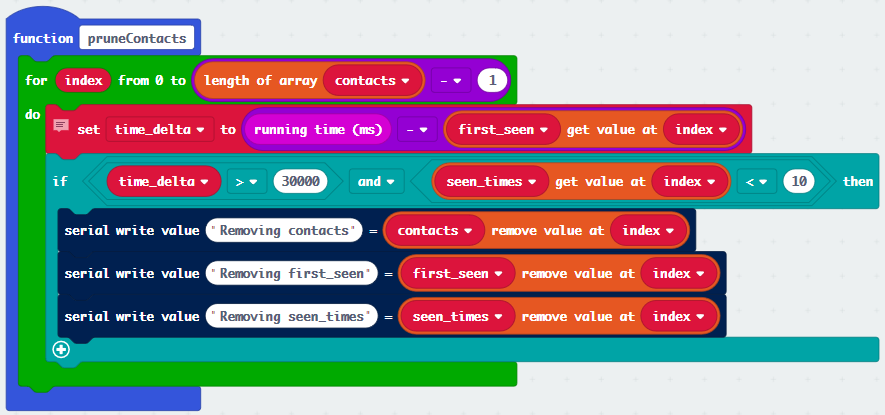 function pruneContacts
for index from 0 to length of array contacts - 1
do
set time_delta to running time (ms) - first_seen get value at index
if time_delta > 30000 and seen_times get value at index < 10 then
serial write value "Removing contacts" = contacts remove value at index
serial write value "Removing first_seen" = first_seen remove value at index
serial write value "Removing seen_times" = seen_times remove value at index